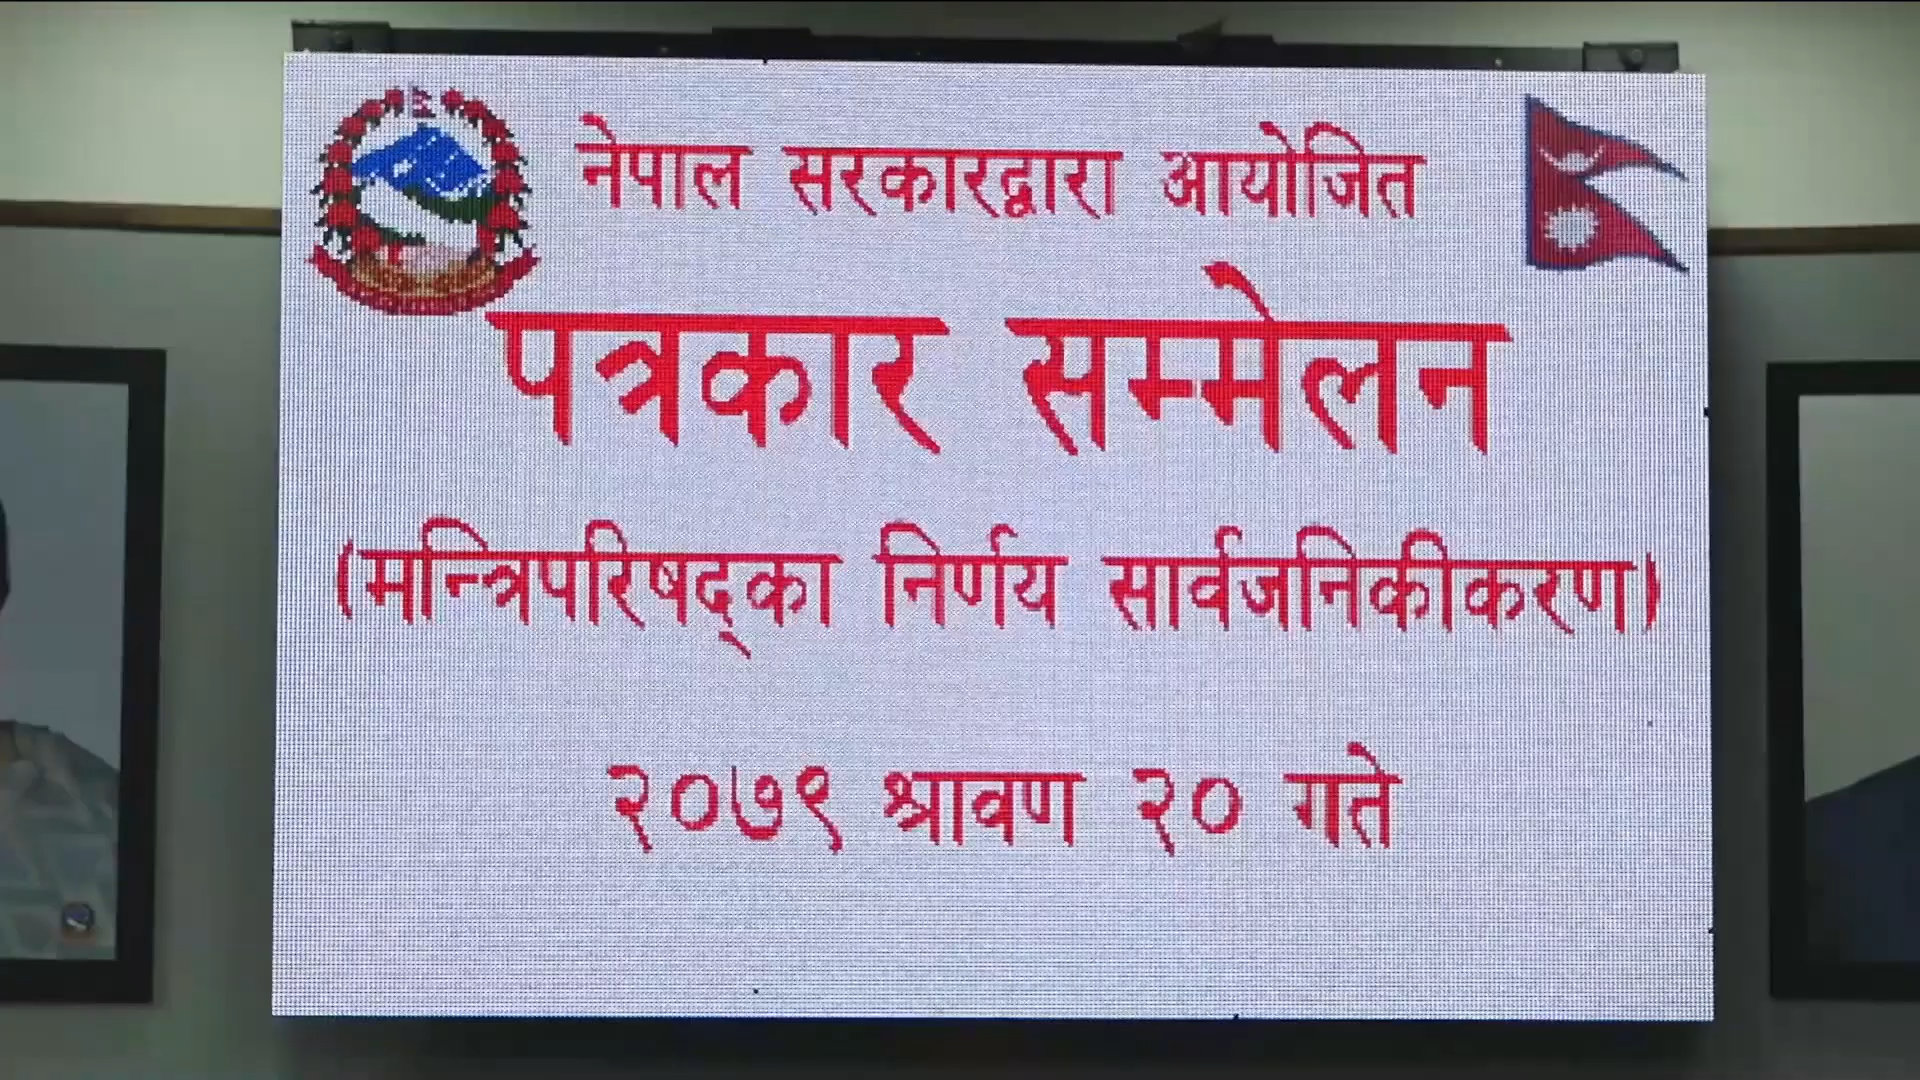 नेपाल सरकारद्वारा आयोजित
पत्रकार सम्मेलन
(मन्त्रिपरिषद्का निर्णय सार्वजनिकीकरण)
२०७९ श्रावण २० गते